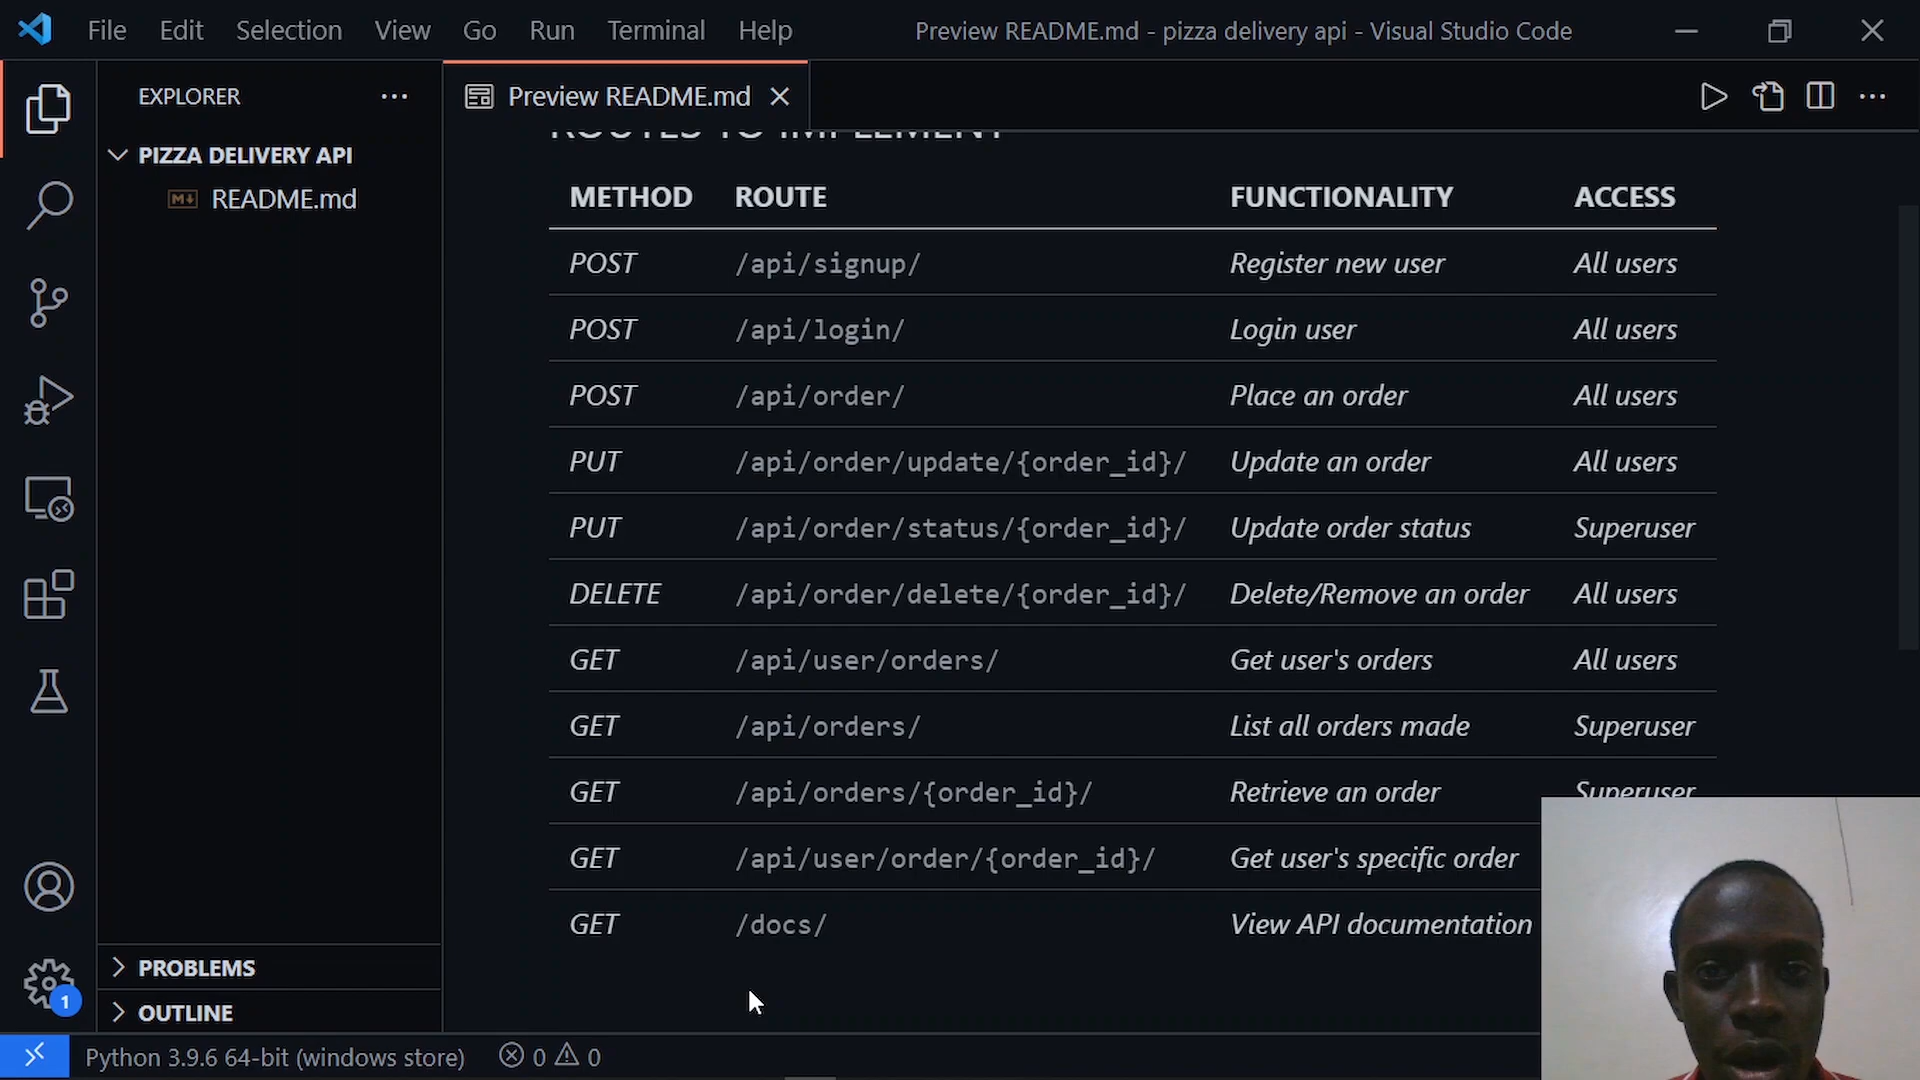 File Edit Selection View Go Run Terminal Help Preview README.md - pizza delivery api - Visual Studio Code
EXPLORER
Preview README.md
PIZZA DELIVERY API
README.md
ROUTES TO IMPLEMENT
METHOD ROUTE FUNCTIONALITY ACCESS
POST /api/signup/ Register new user All users
POST /api/login/ Login user All users
POST /api/order/ Place an order All users
PUT /api/order/update/{order_id}/ Update an order All users
PUT /api/order/status/{order_id}/ Update order status Superuser
DELETE /api/order/delete/{order_id}/ Delete/Remove an order All users
GET /api/user/orders/ Get user's orders All users
GET /api/orders/ List all orders made Superuser
GET /api/orders/{order_id}/ Retrieve an order Superuser
GET /api/user/order/{order_id}/ Get user's specific order
GET /docs/ View API documentation
PROBLEMS
1
OUTLINE
Python 3.9.6 64-bit (windows store) 0 0